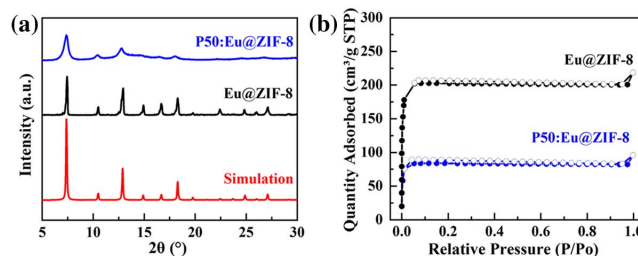 (a)
P50:Eu@ZIF-8
Eu@ZIF-8
Simulation
Intensity (a.u.)
5 10 15 20 25 30
2θ (°)
(b)
300
250
200
150
100
50
0
Eu@ZIF-8
P50:Eu@ZIF-8
Quantity Adsorbed (cm³/g STP)
0.0 0.2 0.4 0.6 0.8 1.0
Relative Pressure (P/Po)